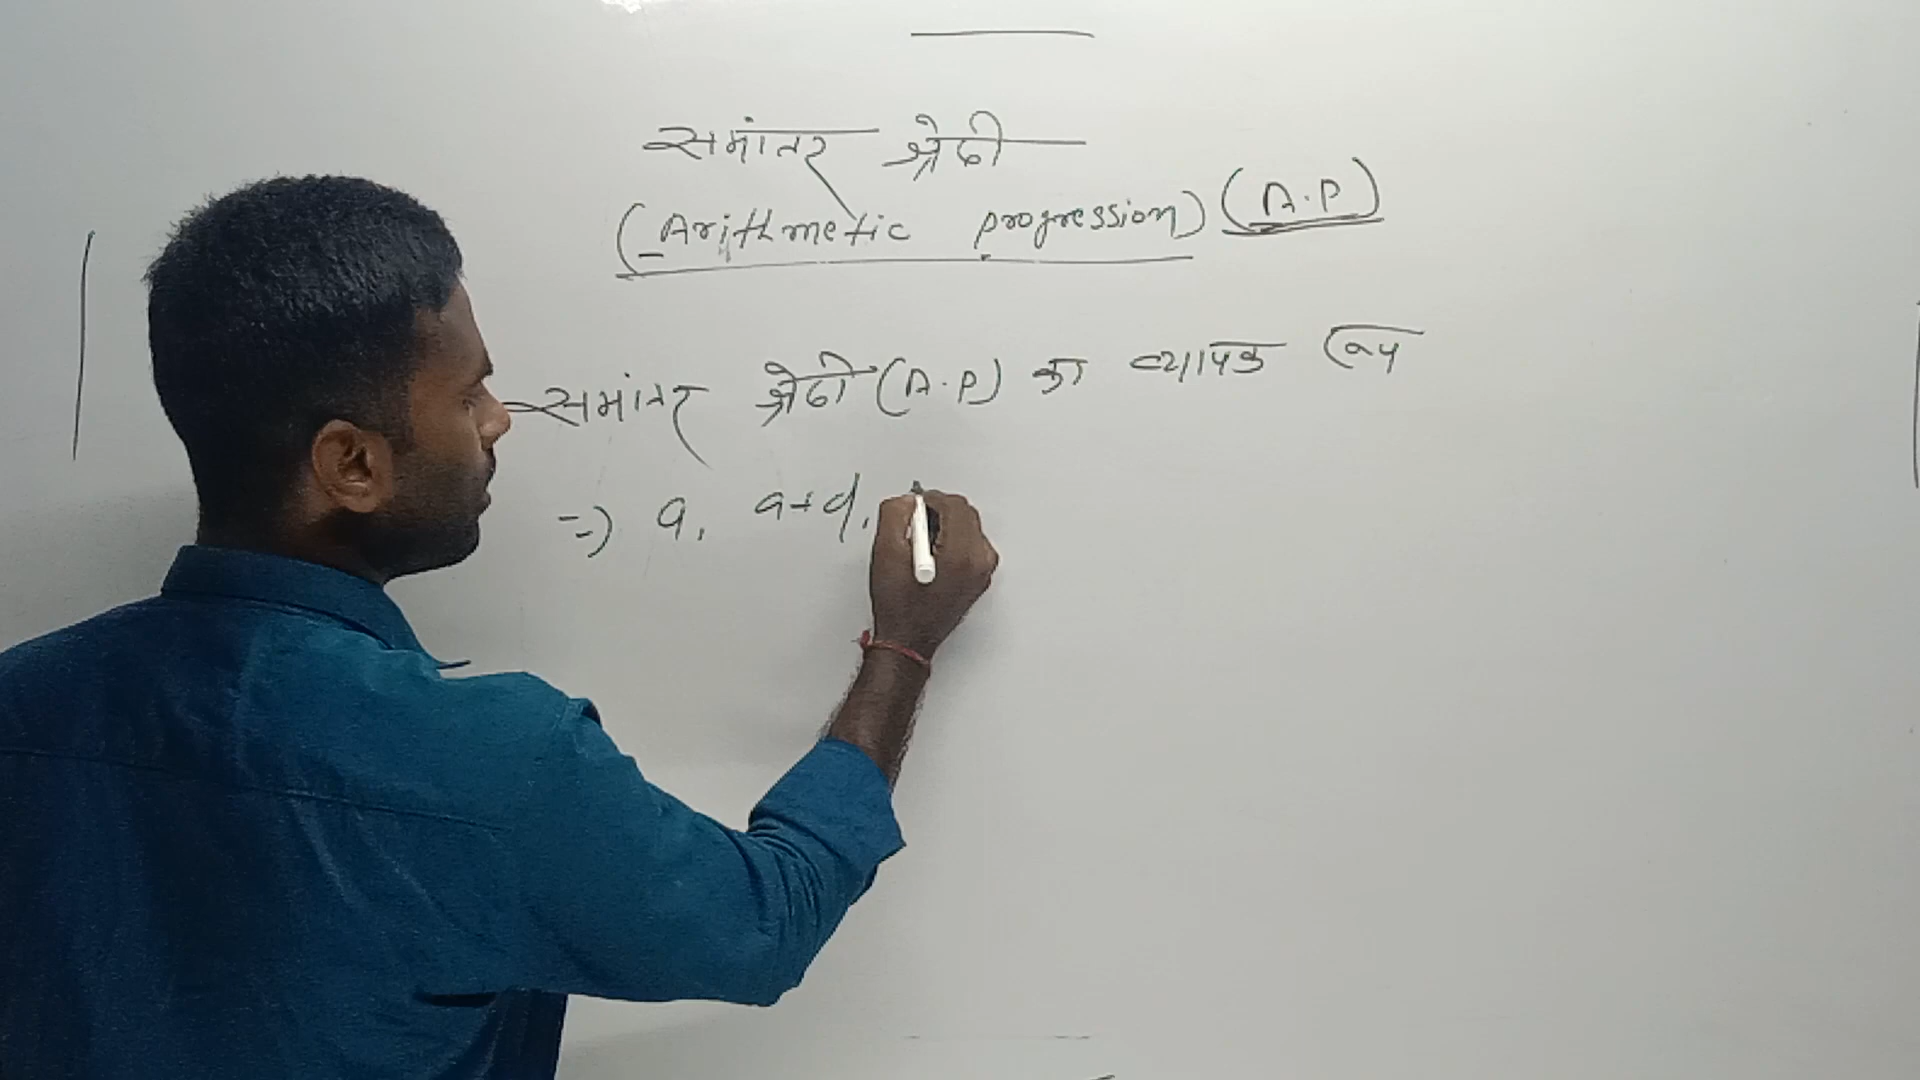 समांतर श्रेढी
(Arithmetic progression) (A.P)
समांतर श्रेढी (A.P) का व्यापक रूप
=) a, a+d,